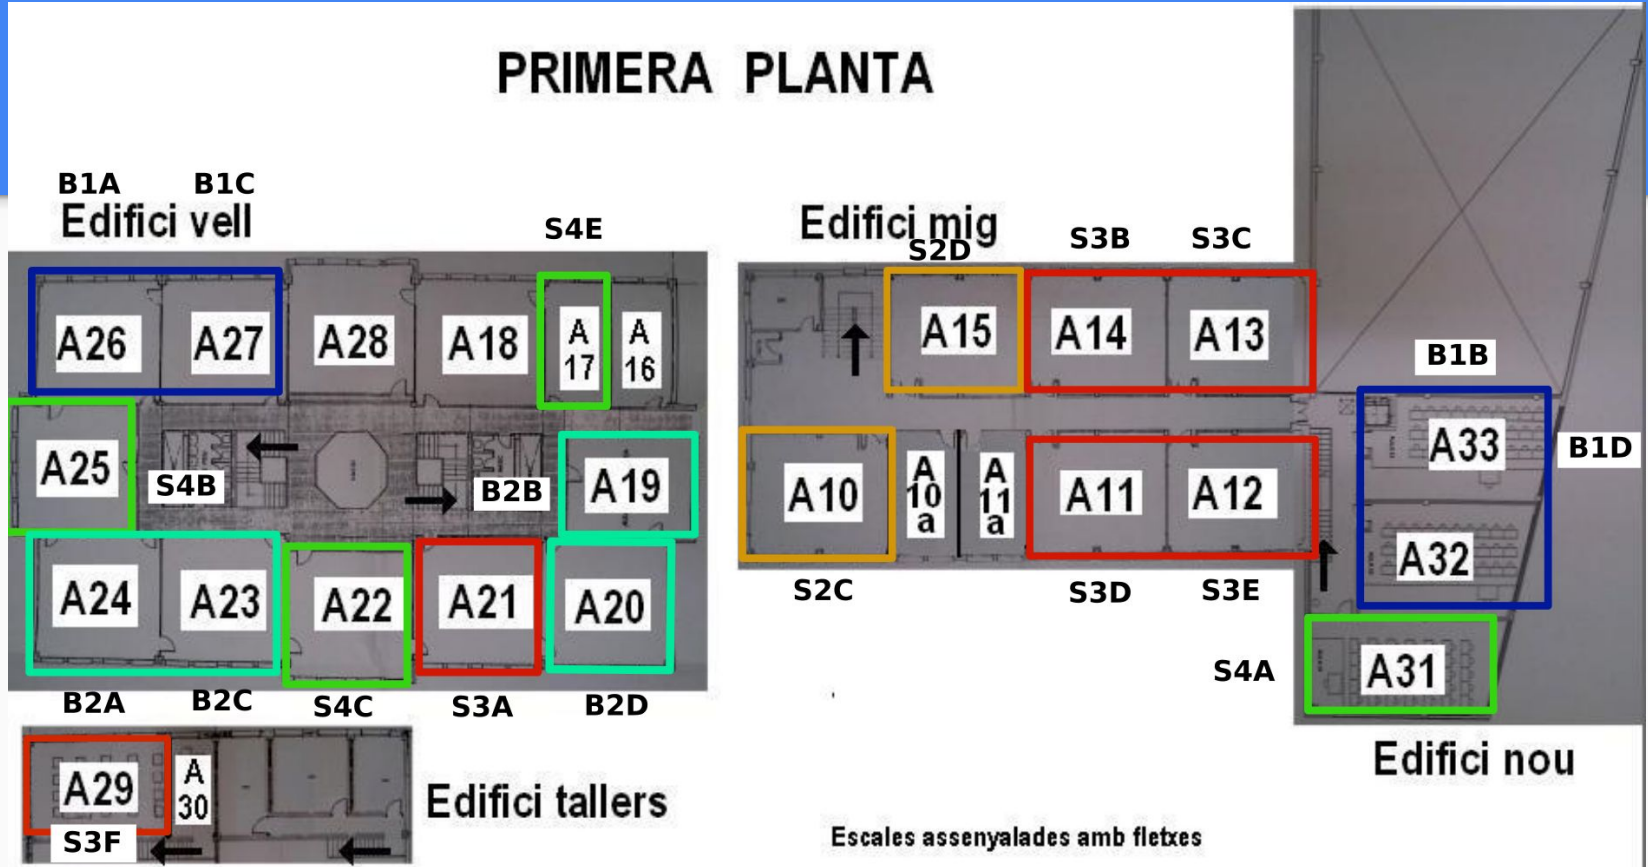 PRIMERA PLANTA
B1A B1C
Edifici vell
S4E
A26 A27 A28 A18 A 17 A 16
A25 S4B B2B A19
A24 A23 A22 A21 A20
B2A B2C S4C S3A B2D
A29 A 30
S3F
Edifici tallers
Edifici mig
S2D S3B S3C
A15 A14 A13
A10 A 10 a A 11 a A11 A12
S2C S3D S3E
B1B
A33 B1D
A32
S4A A31
Edifici nou
Escales assenyalades amb fletxes